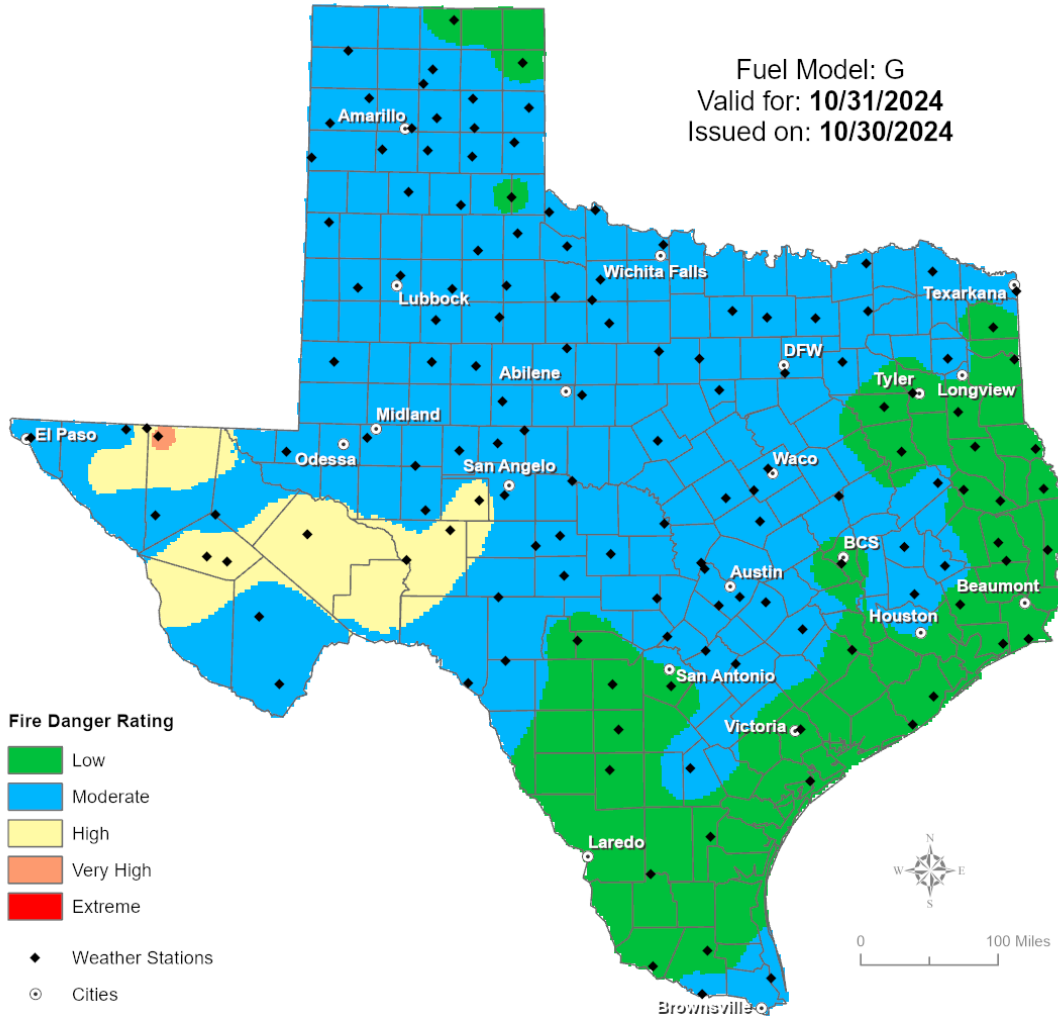 Fuel Model: G
Valid for: 10/31/2024
Issued on: 10/30/2024
Amarillo
Wichita Falls
Lubbock
Texarkana
DFW
Abilene
Tyler
Longview
Midland
El Paso
Odessa
San Angelo
Waco
BCS
Austin
Beaumont
Houston
San Antonio
Victoria
Laredo
Brownsville
Fire Danger Rating
Low
Moderate
High
Very High
Extreme
Weather Stations
Cities
N
W E
S
0 100 Miles